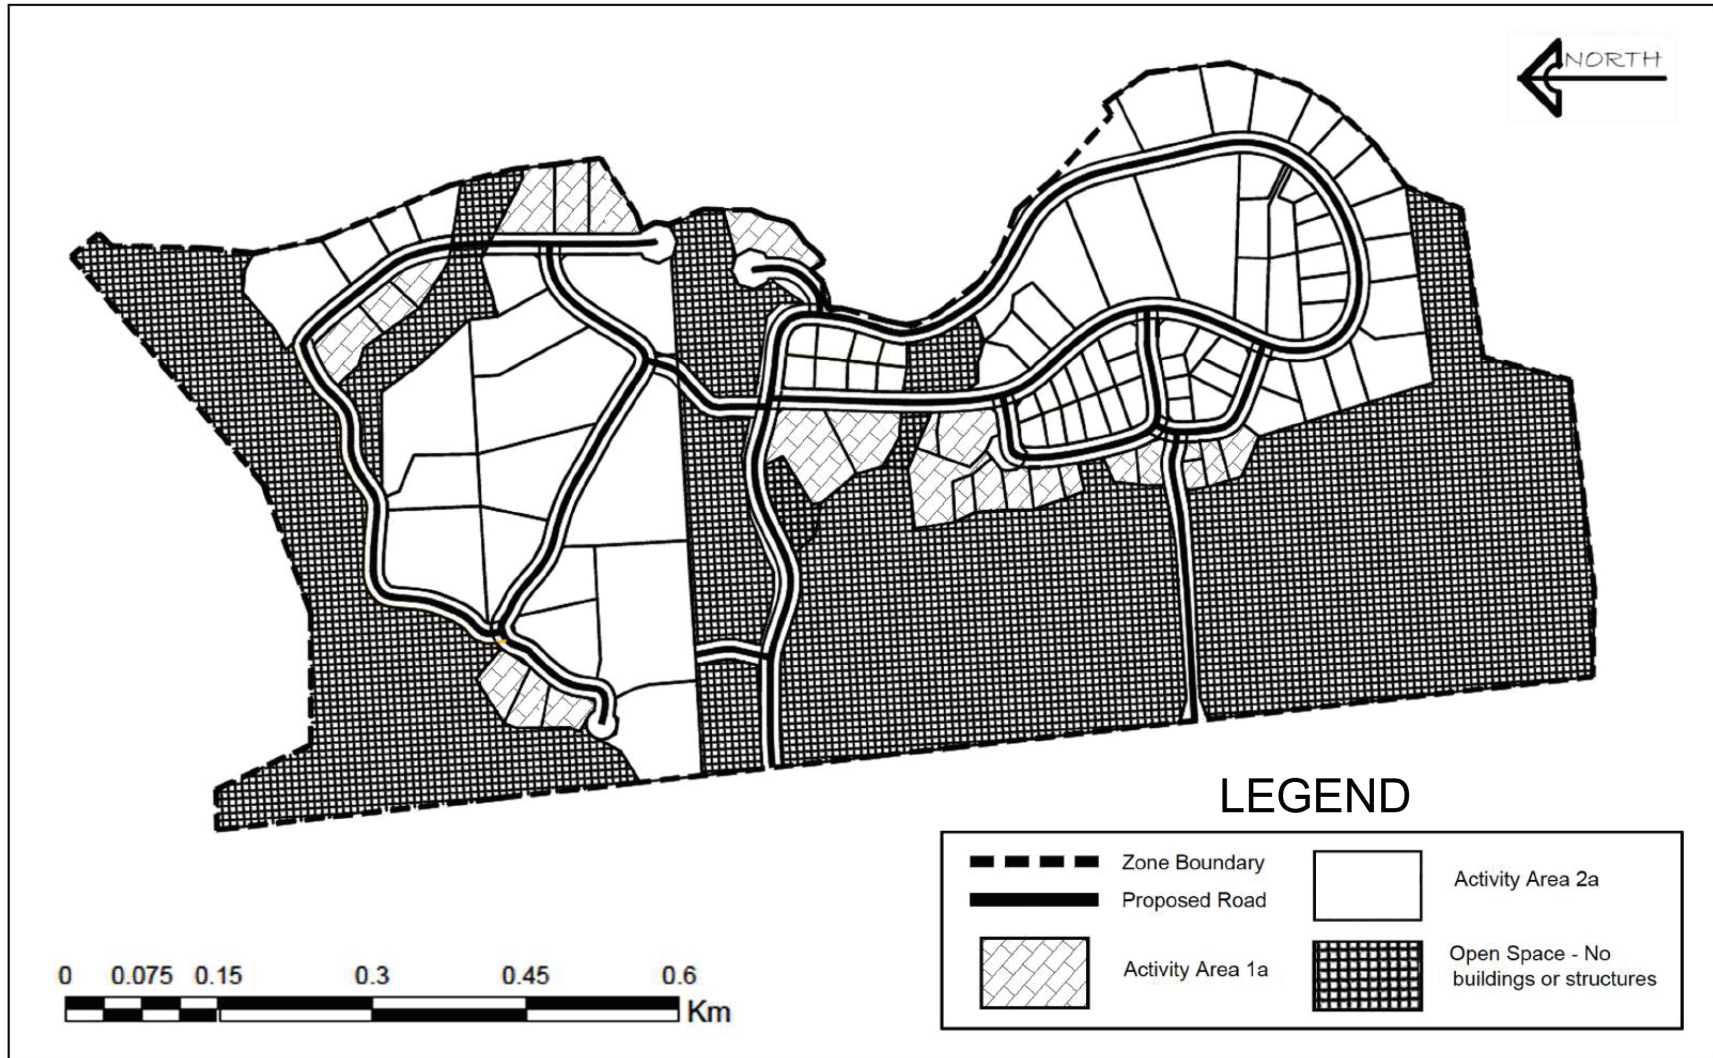 NORTH
LEGEND
Zone Boundary
Proposed Road
Activity Area 1a
Activity Area 2a
Open Space - No
buildings or structures
0 0.075 0.15 0.3 0.45 0.6
Km